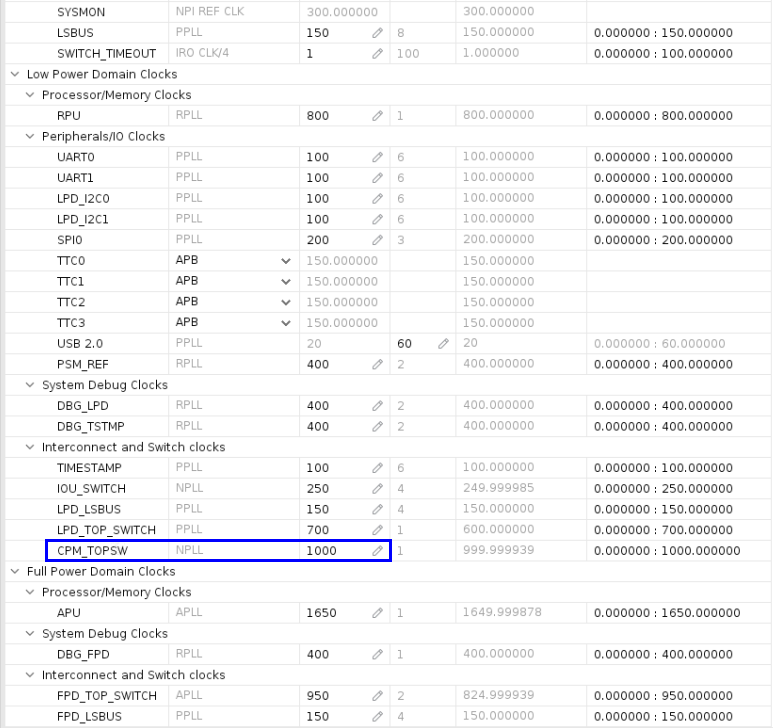 SYSMON NPI REF CLK 300.000000 300.000000
LSBUS PPLL 150 8 150.000000 0.000000 : 150.000000
SWITCH_TIMEOUT IRO CLK/4 1 100 1.000000 0.000000 : 100.000000
Low Power Domain Clocks
Processor/Memory Clocks
RPU RPLL 800 1 800.000000 0.000000 : 800.000000
Peripherals/IO Clocks
UART0 PPLL 100 6 100.000000 0.000000 : 100.000000
UART1 PPLL 100 6 100.000000 0.000000 : 100.000000
LPD_I2C0 PPLL 100 6 100.000000 0.000000 : 100.000000
LPD_I2C1 PPLL 100 6 100.000000 0.000000 : 100.000000
SPI0 PPLL 200 3 200.000000 0.000000 : 200.000000
TTC0 APB 150.000000 150.000000
TTC1 APB 150.000000 150.000000
TTC2 APB 150.000000 150.000000
TTC3 APB 150.000000 150.000000
USB 2.0 PPLL 20 60 20 0.000000 : 60.000000
PSM_REF RPLL 400 2 400.000000 0.000000 : 400.000000
System Debug Clocks
DBG_LPD RPLL 400 2 400.000000 0.000000 : 400.000000
DBG_TSTMP RPLL 400 2 400.000000 0.000000 : 400.000000
Interconnect and Switch clocks
TIMESTAMP PPLL 100 6 100.000000 0.000000 : 100.000000
IOU_SWITCH NPLL 250 4 249.999985 0.000000 : 250.000000
LPD_LSBUS PPLL 150 4 150.000000 0.000000 : 150.000000
LPD_TOP_SWITCH PPLL 700 1 600.000000 0.000000 : 700.000000
CPM_TOPSW NPLL 1000 1 999.999939 0.000000 : 1000.000000
Full Power Domain Clocks
Processor/Memory Clocks
APU APLL 1650 1 1649.999878 0.000000 : 1650.000000
System Debug Clocks
DBG_FPD RPLL 400 1 400.000000 0.000000 : 400.000000
Interconnect and Switch clocks
FPD_TOP_SWITCH APLL 950 2 824.999939 0.000000 : 950.000000
FPD_LSBUS PPLL 150 4 150.000000 0.000000 : 150.000000